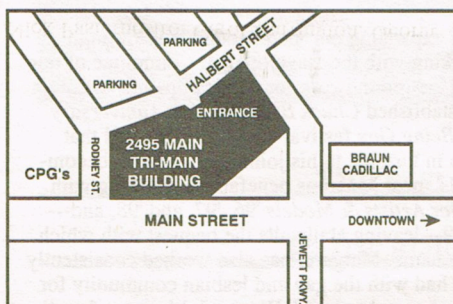 PARKING
HALBERT STREET
PARKING
ENTRANCE
2495 MAIN
TRI-MAIN
BUILDING
RODNEY ST.
CPG's
BRAUN
CADILLAC
MAIN STREET
DOWNTOWN
JEWETT PKWY.